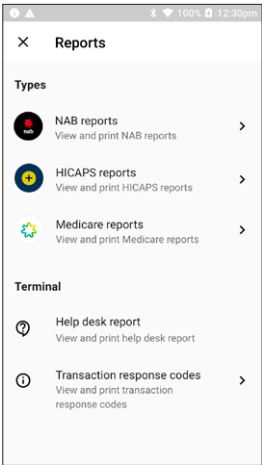 100% 12:30pm
Reports
Types
nab
NAB reports
View and print NAB reports
HICAPS reports
View and print HICAPS reports
Medicare reports
View and print Medicare reports
Terminal
Help desk report
View and print help desk report
Transaction response codes
View and print transaction
response codes